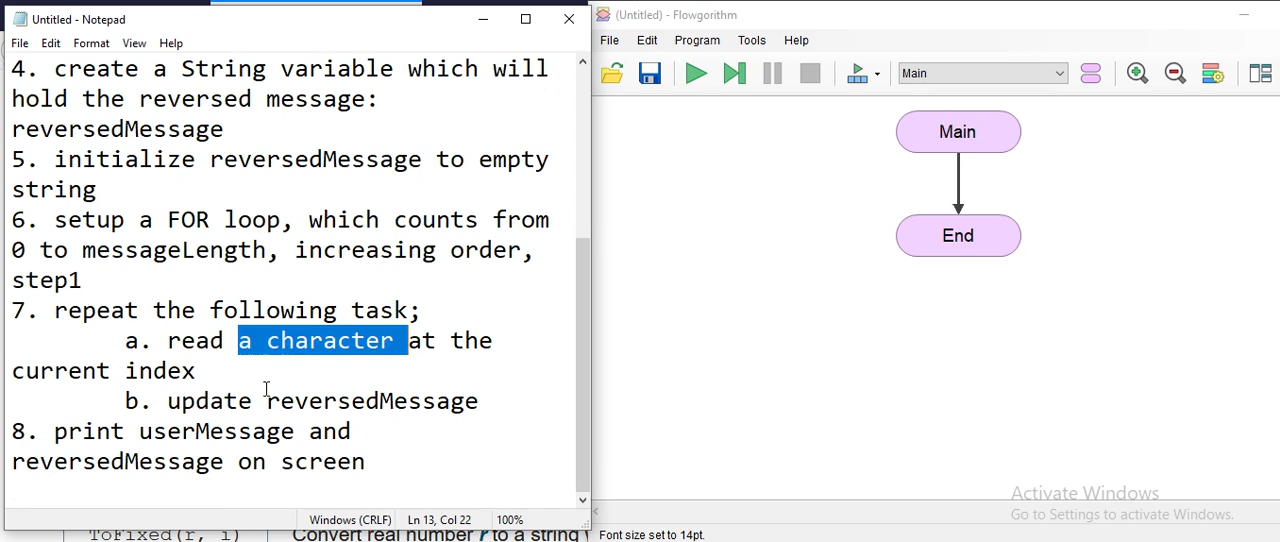 Untitled - Notepad
File Edit Format View Help
4. create a String variable which will
hold the reversed message:
reversedMessage
5. initialize reversedMessage to empty
string
6. setup a FOR loop, which counts from
0 to messageLength, increasing order,
step1
7. repeat the following task;
a. read a character at the
current index
b. update reversedMessage
8. print userMessage and
reversedMessage on screen
Windows (CRLF) Ln 13, Col 22 100%
ToFixed(r, i) Convert real number r to a string
(Untitled) - Flowgorithm
File Edit Program Tools Help
Main
Main
End
Activate Windows
Go to Settings to activate Windows.
Font size set to 14pt.